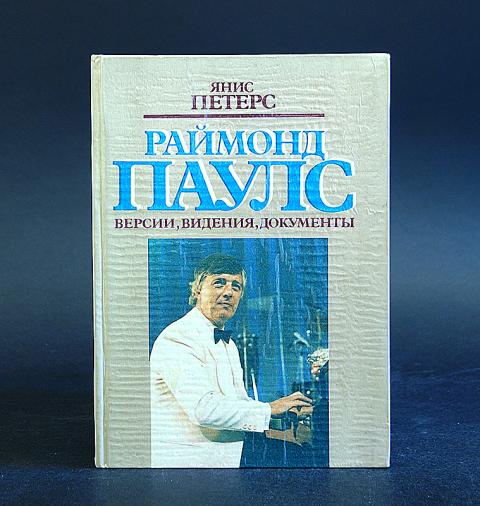 ЯНИС
ПЕТЕРС
РАЙМОНД
ПАУЛС
ВЕРСИИ, ВИДЕНИЯ, ДОКУМЕНТЫ